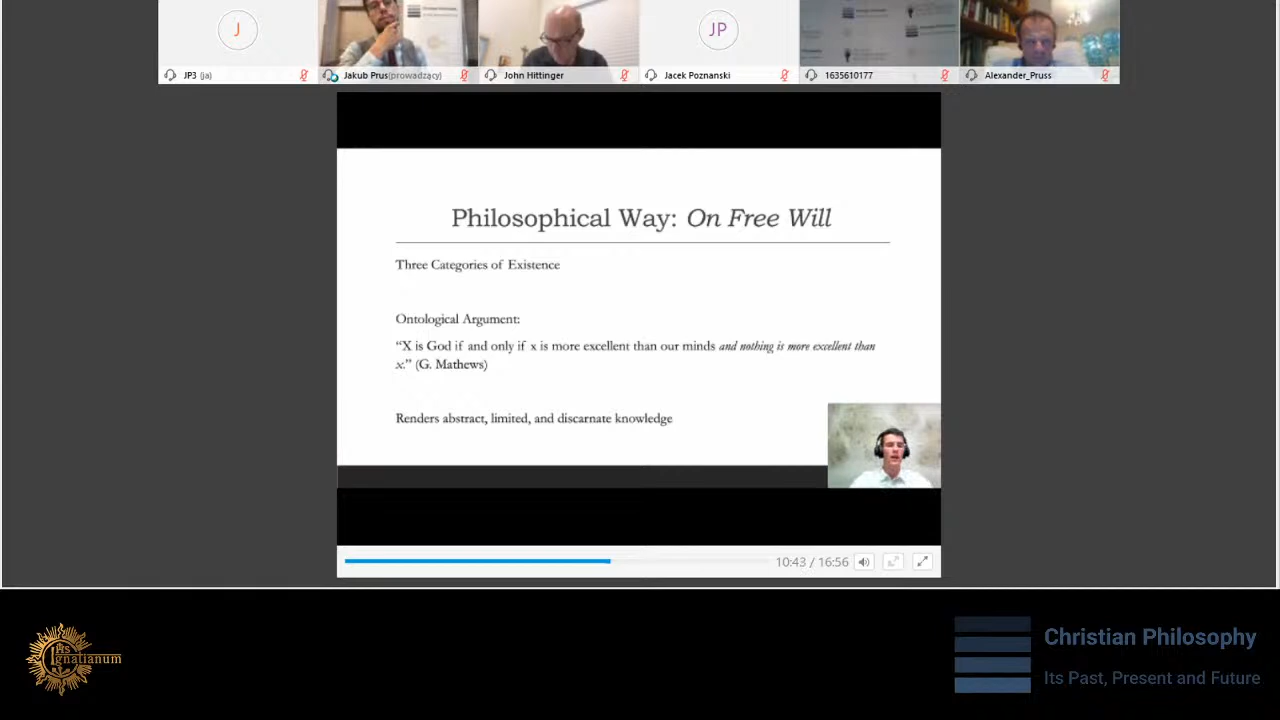 J
JP
JP3 (ja)
Jakub Prus(prowadzący)
John Hittinger
Jacek Poznanski
1635610177
Alexander_Pruss
Philosophical Way: On Free Will
Three Categories of Existence
Ontological Argument:
“X is God if and only if x is more excellent than our minds and nothing is more excellent than
x.” (G. Mathews)
Renders abstract, limited, and discarnate knowledge
10:43 / 16:56
Ignatianum
Christian Philosophy
Its Past, Present and Future